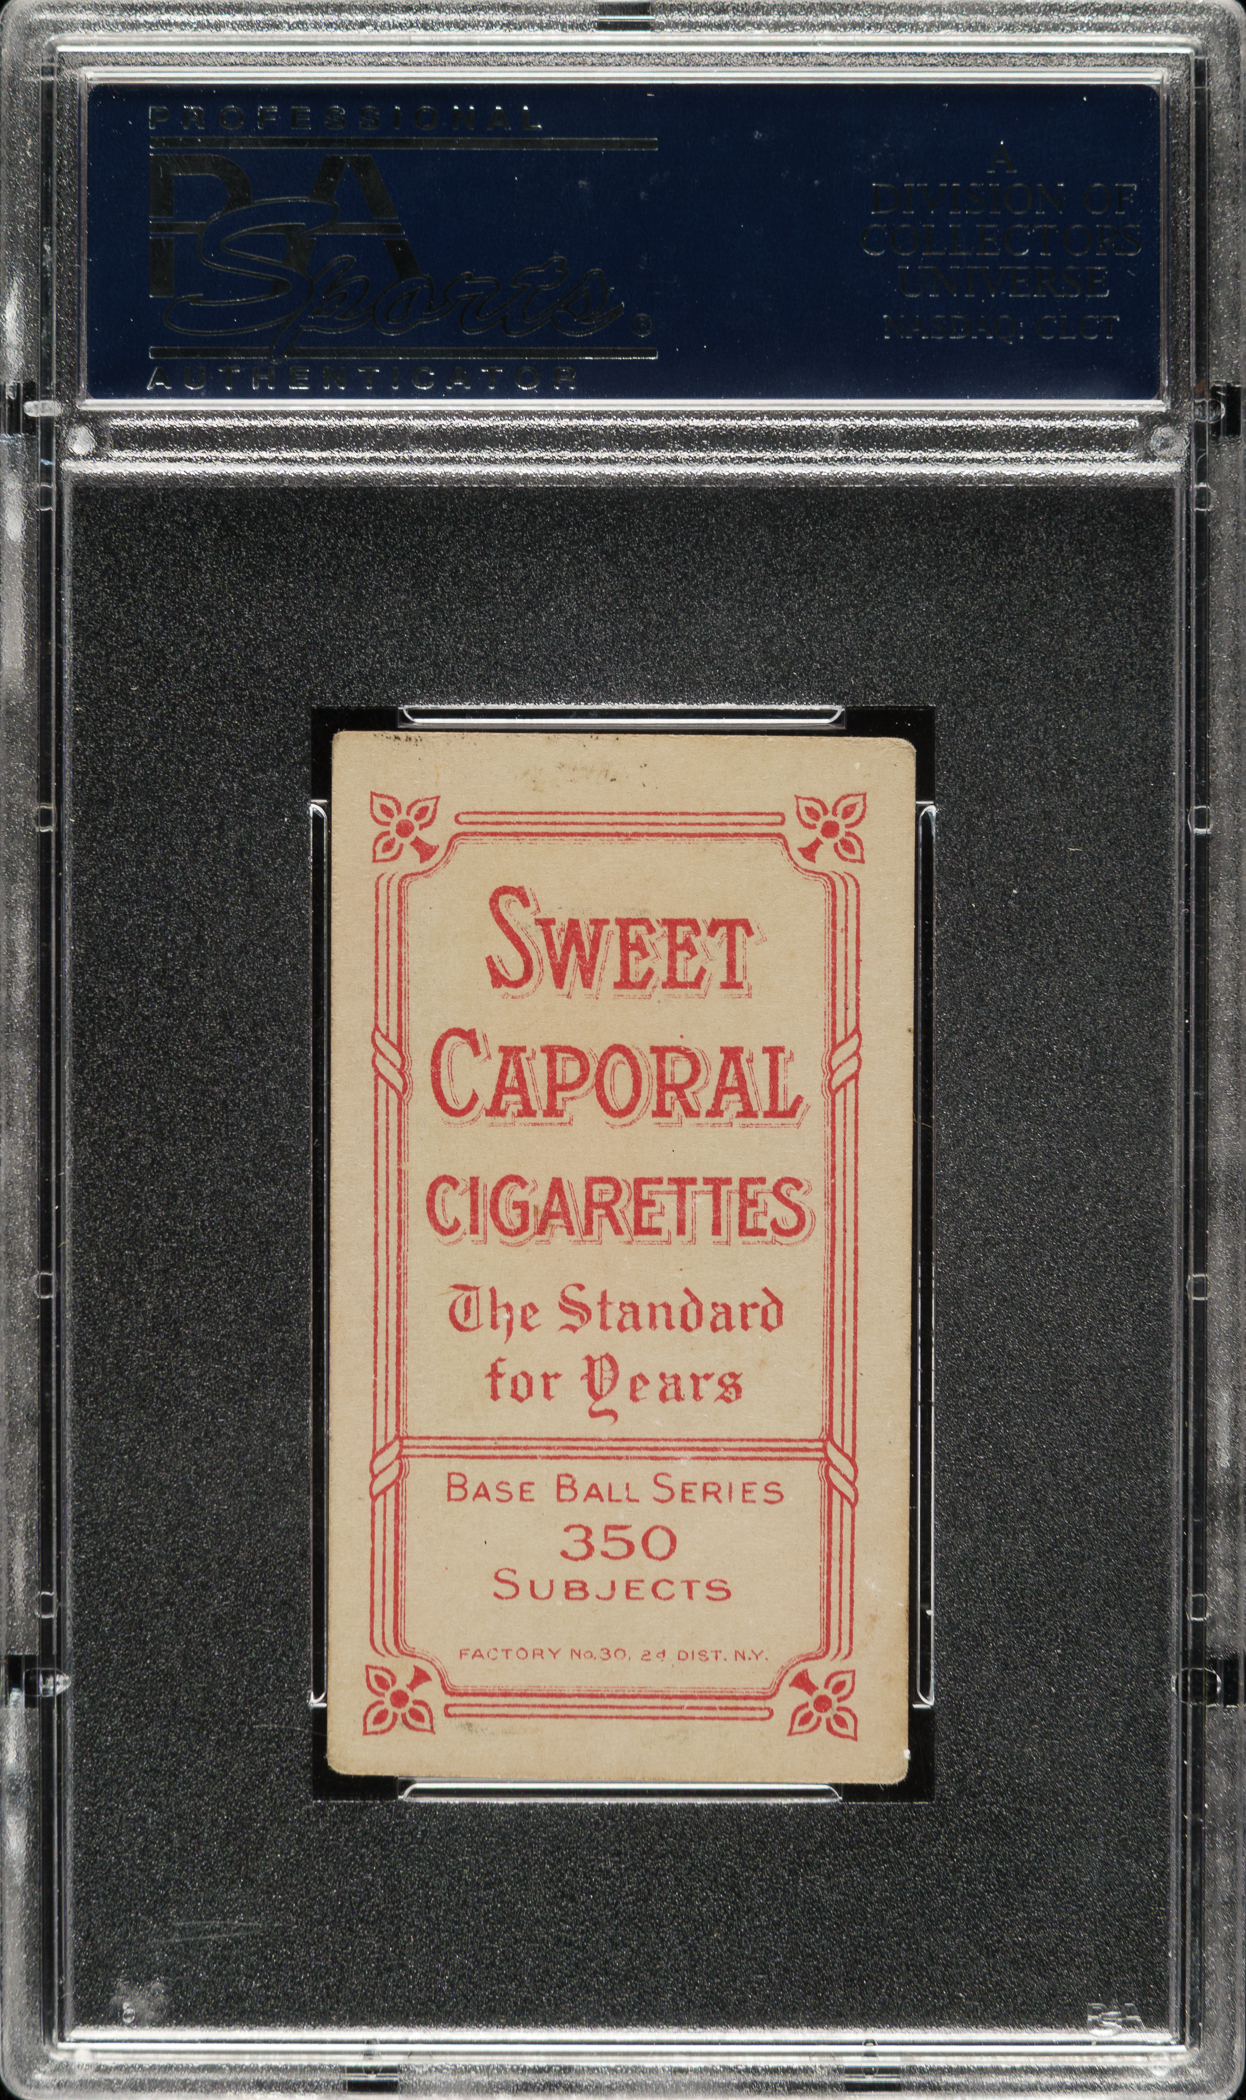 PROFESSIONAL
PSA
Sports®
AUTHENTICATOR
A
DIVISION OF
COLLECTORS
UNIVERSE
NASDAQ: CLCT
SWEET
CAPORAL
CIGARETTES
The Standard
for Years
BASE BALL SERIES
350
SUBJECTS
FACTORY No. 30, 2d DIST. N.Y.
PSA